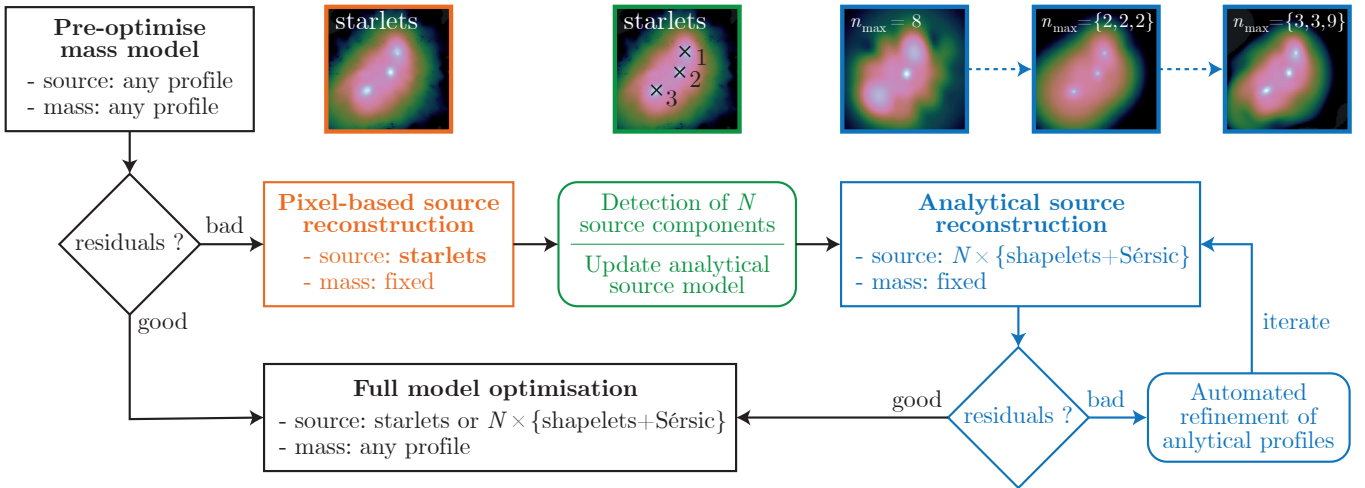 Pre-optimise
mass model
- source: any profile
- mass: any profile
starlets
starlets
1
2
3
n_max = 8
n_max={2,2,2}
n_max={3,3,9}
residuals ?
bad
good
Pixel-based source
reconstruction
- source: starlets
- mass: fixed
Detection of N
source components
Update analytical
source model
Analytical source
reconstruction
- source: N × {shapelets+Sérsic}
- mass: fixed
iterate
Full model optimisation
- source: starlets or N × {shapelets+Sérsic}
- mass: any profile
good
residuals ?
bad
Automated
refinement of
anlytical profiles